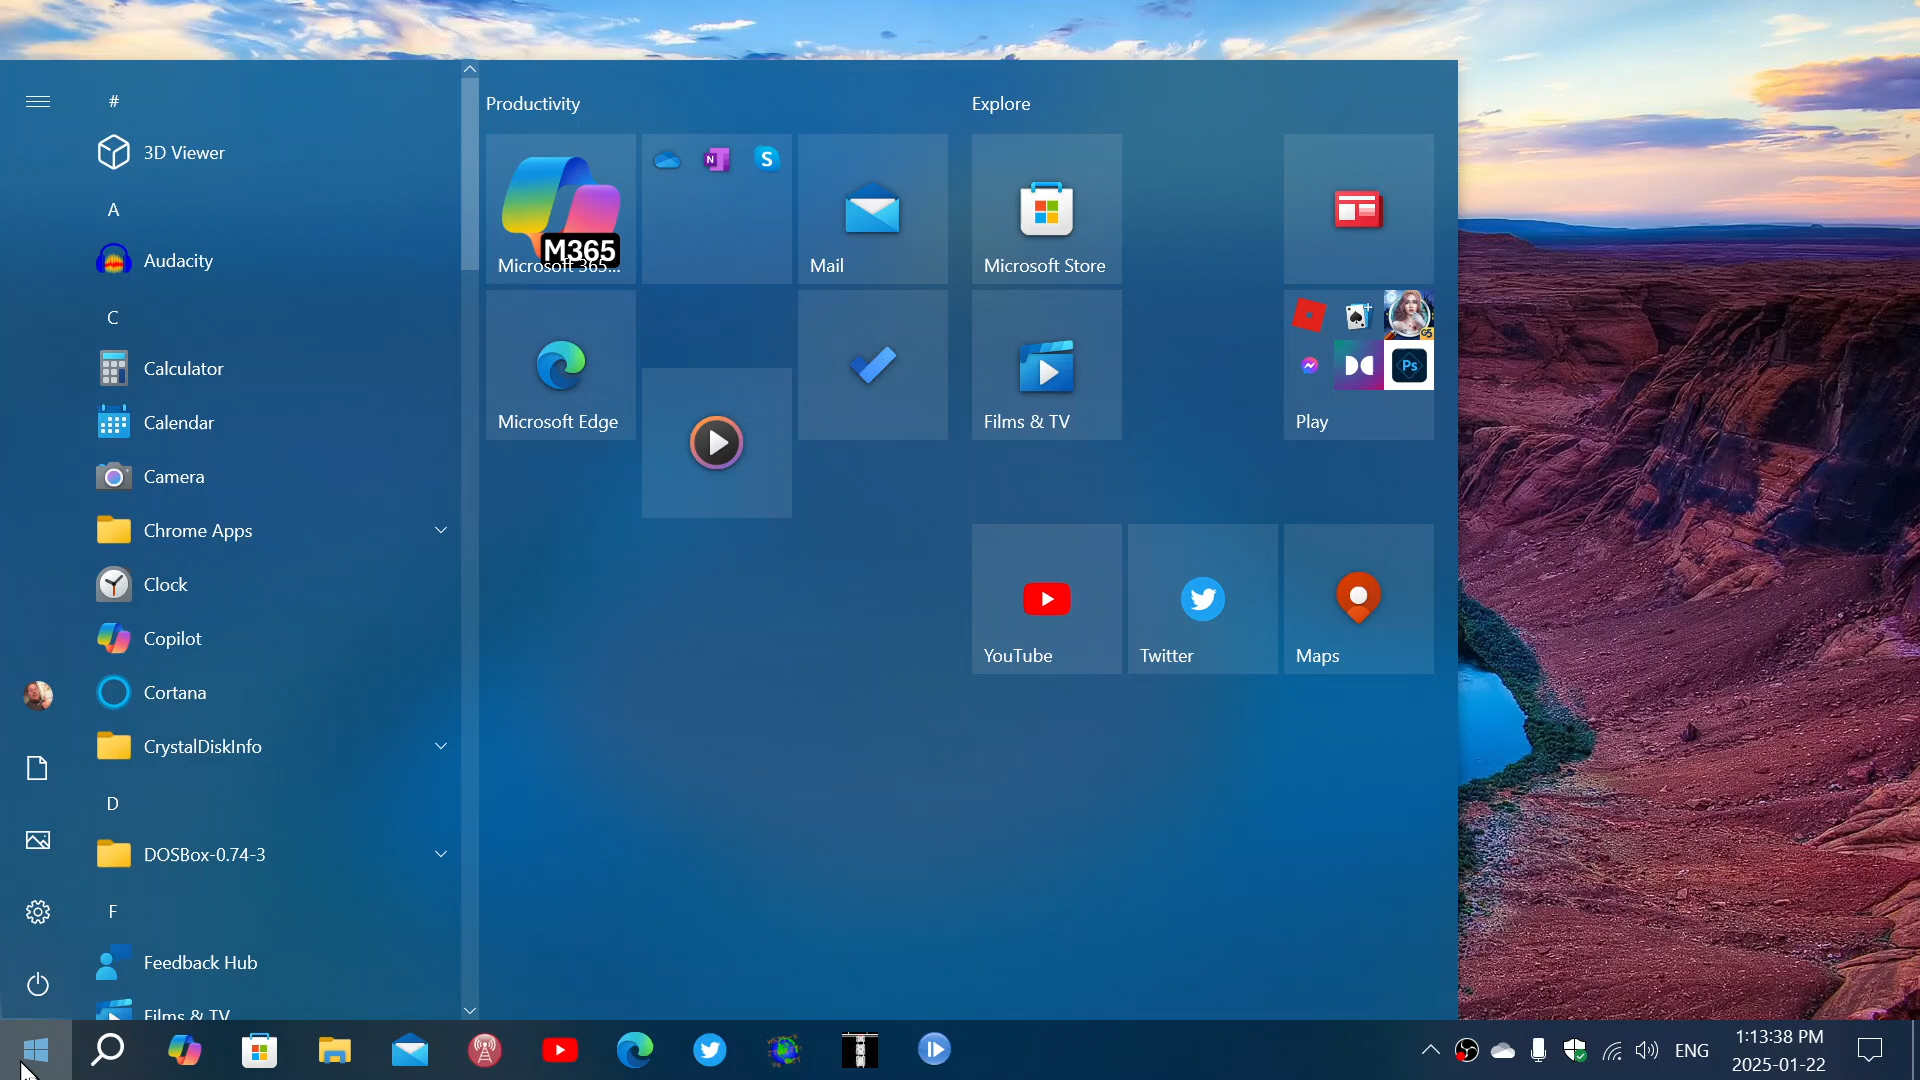 #
3D Viewer
A
Audacity
C
Calculator
Calendar
Camera
Chrome Apps
Clock
Copilot
Cortana
CrystalDiskInfo
D
DOSBox-0.74-3
F
Feedback Hub
Films & TV
Productivity
M365
Microsoft 365...
N
S
Mail
Microsoft Edge
Explore
Microsoft Store
Films & TV
G5
Ps
Play
YouTube
Twitter
Maps
ENG
1:13:38 PM
2025-01-22